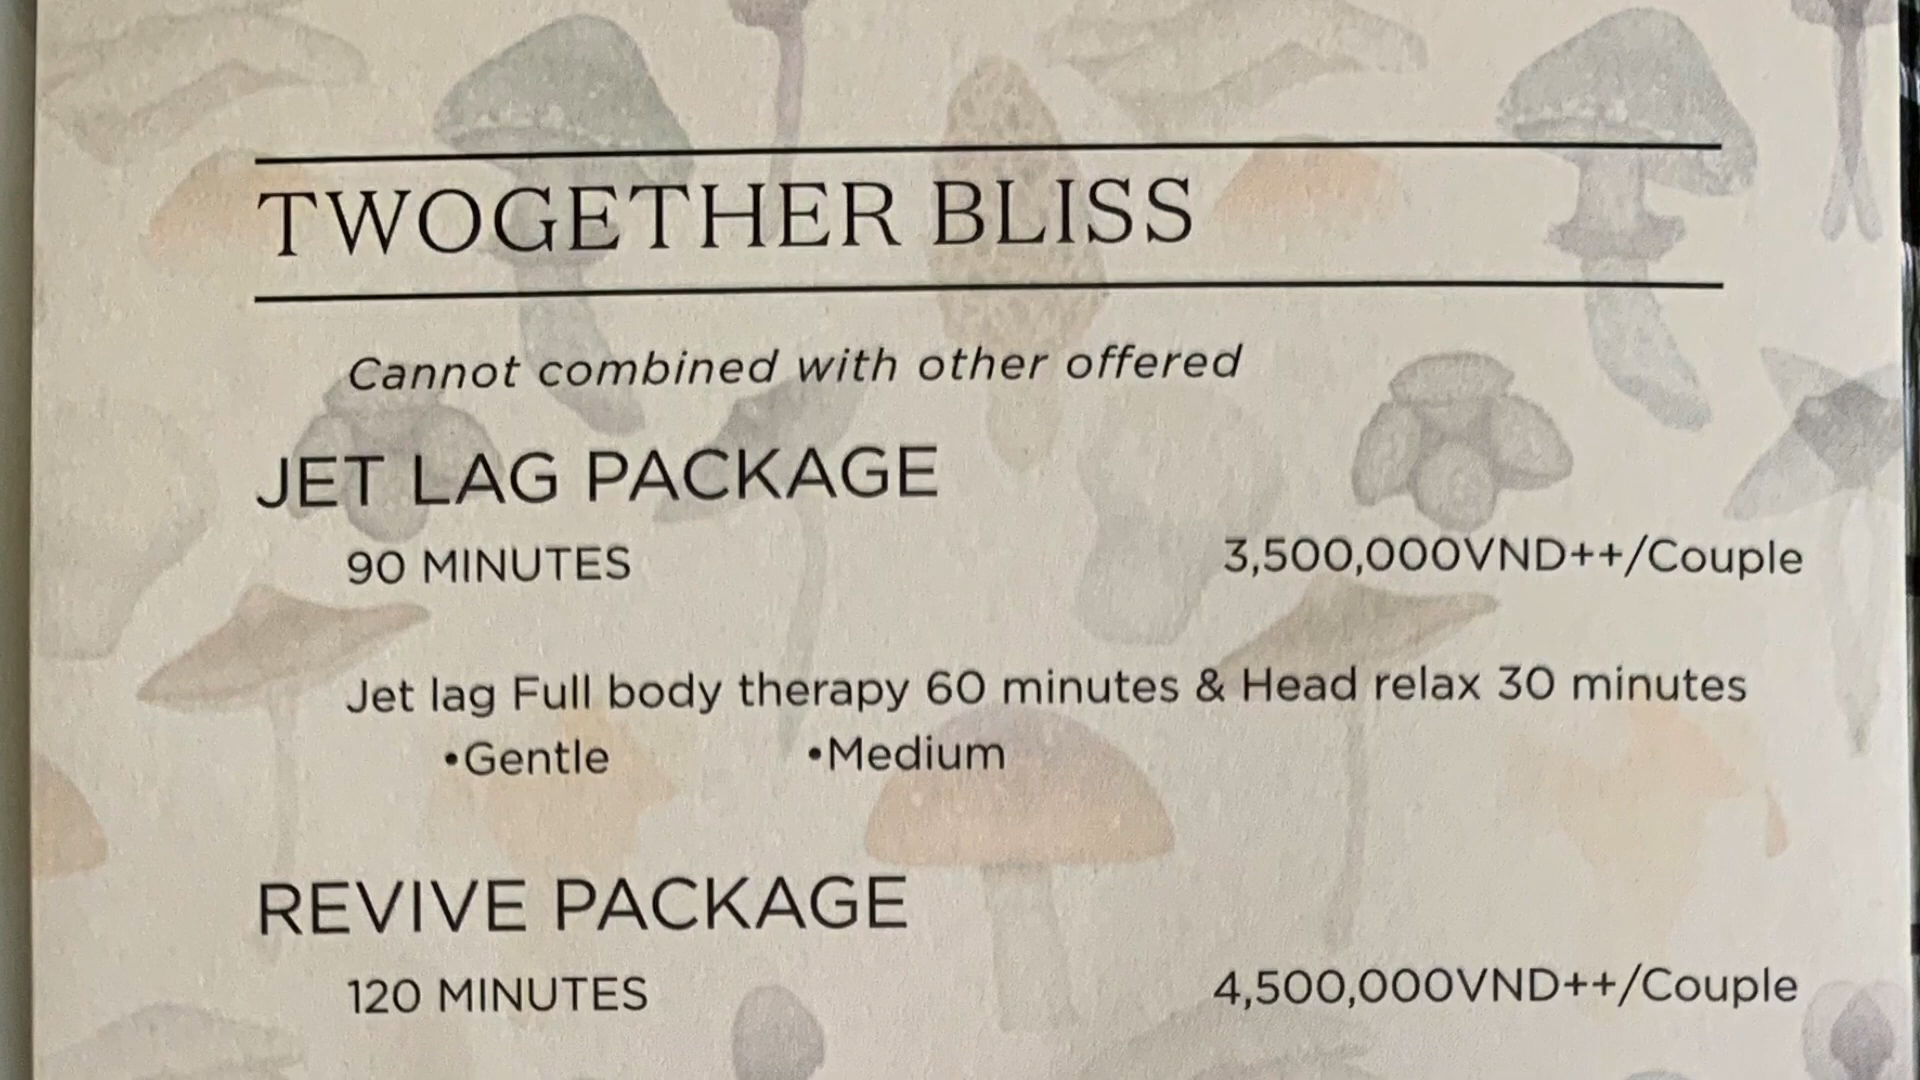 TWOGETHER BLISS
Cannot combined with other offered
JET LAG PACKAGE
90 MINUTES 3,500,000VND++/Couple
Jet lag Full body therapy 60 minutes & Head relax 30 minutes
•Gentle •Medium
REVIVE PACKAGE
120 MINUTES 4,500,000VND++/Couple